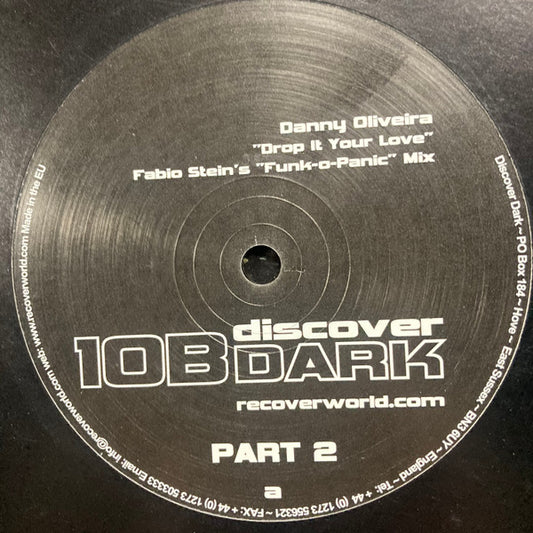 Danny Oliveira
"Drop It Your Love"
Fabio Stein's "Funk-o-Panic" Mix
discover
10B DARK
recoverworld.com
PART 2
a
Discover Dark ~ PO Box 184 ~ Hove ~ East Sussex ~ BN3 6UY ~ England ~ Tel: + 44 (0) 1273 556321 ~ FAX: + 44 (0) 1273 503333 Email: info@recoverworld.com web: www.recoverworld.com Made in the EU